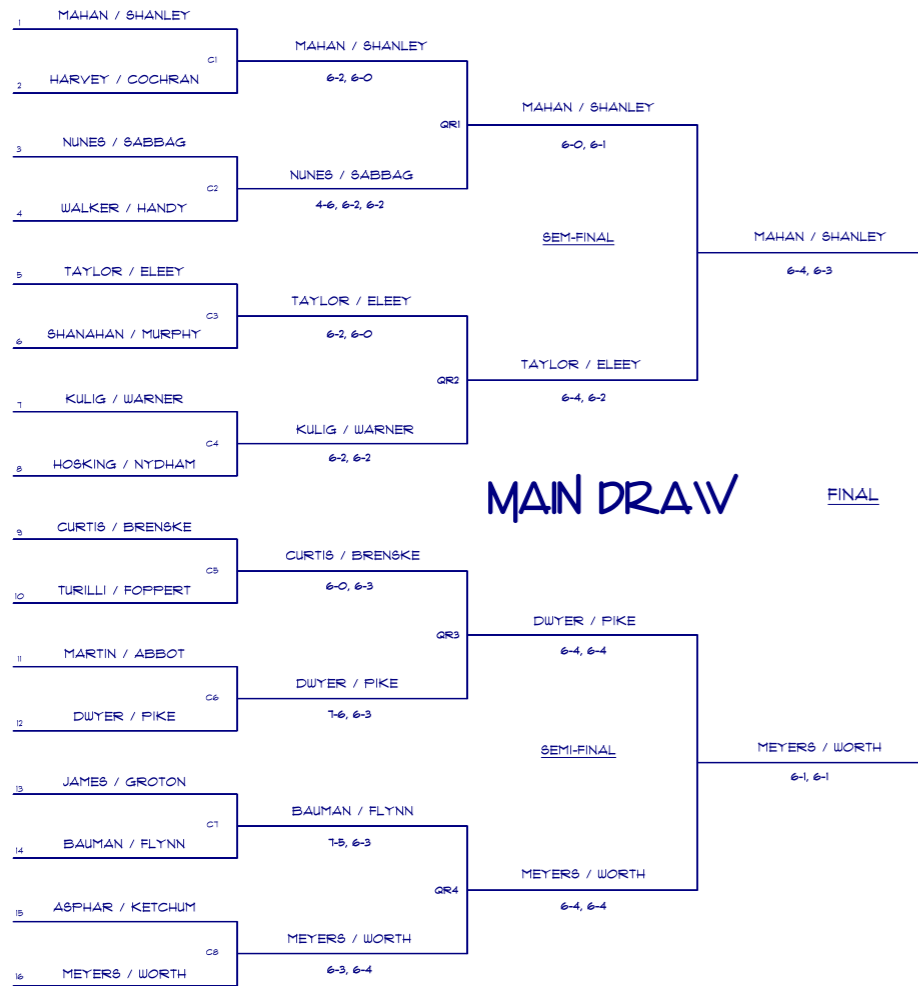 1 MAHAN / SHANLEY
C1
2 HARVEY / COCHRAN
3 NUNES / SABBAG
C2
4 WALKER / HANDY
5 TAYLOR / ELEEY
C3
6 SHANAHAN / MURPHY
7 KULIG / WARNER
C4
8 HOSKING / NYDHAM
9 CURTIS / BRENSKE
C5
10 TURILLI / FOPPERT
11 MARTIN / ABBOT
C6
12 DWYER / PIKE
13 JAMES / GROTON
C7
14 BAUMAN / FLYNN
15 ASPHAR / KETCHUM
C8
16 MEYERS / WORTH
MAHAN / SHANLEY
6-2, 6-0
QR1
NUNES / SABBAG
4-6, 6-2, 6-2
TAYLOR / ELEEY
6-2, 6-0
QR2
KULIG / WARNER
6-2, 6-2
CURTIS / BRENSKE
6-0, 6-3
QR3
DWYER / PIKE
7-6, 6-3
BAUMAN / FLYNN
7-5, 6-3
QR4
MEYERS / WORTH
6-3, 6-4
MAHAN / SHANLEY
6-0, 6-1
SEM-FINAL
TAYLOR / ELEEY
6-4, 6-2
MAIN DRAW
DWYER / PIKE
6-4, 6-4
SEMI-FINAL
MEYERS / WORTH
6-4, 6-4
MAHAN / SHANLEY
6-4, 6-3
FINAL
MEYERS / WORTH
6-1, 6-1